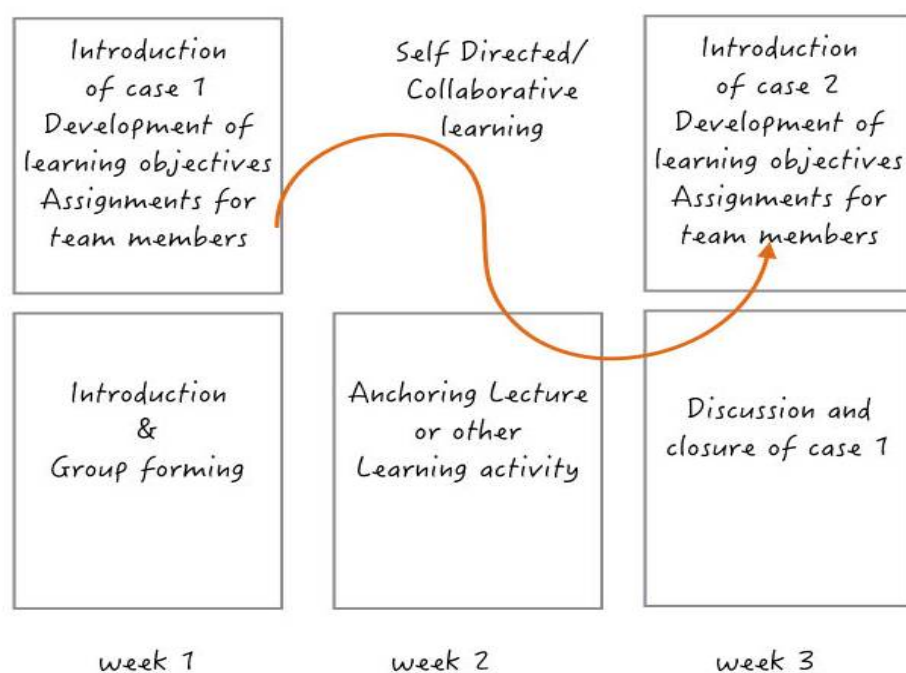 Introduction
of case 1
Development of
learning objectives
Assignments for
team members
Self Directed/
Collaborative
learning
Introduction
of case 2
Development of
learning objectives
Assignments for
team members
Introduction
&
Group forming
Anchoring Lecture
or other
Learning activity
Discussion and
closure of case 1
week 1
week 2
week 3